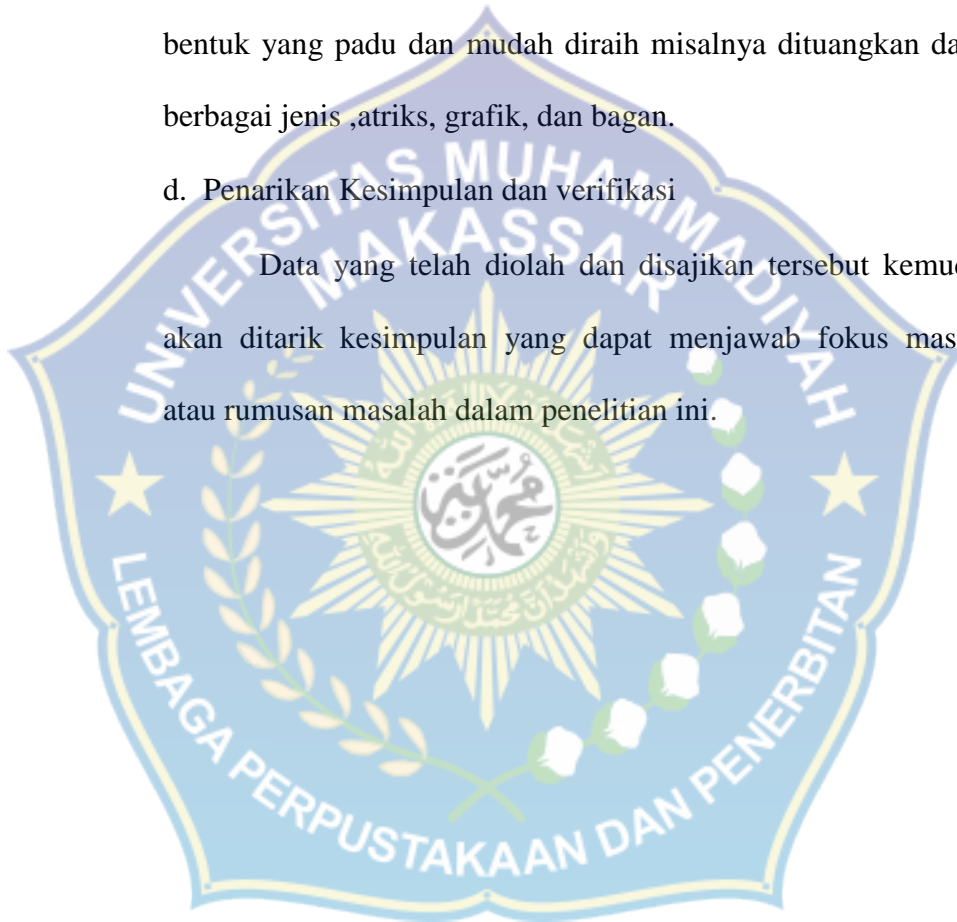 bentuk yang padu dan mudah diraih misalnya dituangkan da
berbagai jenis ,atriks, grafik, dan bagan.
d. Penarikan Kesimpulan dan verifikasi
Data yang telah diolah dan disajikan tersebut kemud
akan ditarik kesimpulan yang dapat menjawab fokus mas
atau rumusan masalah dalam penelitian ini.
UNIVERSITAS MUHAMMADIYAH
MAKASSAR
محمد
LEMBAGA PERPUSTAKAAN DAN PENERBITAN